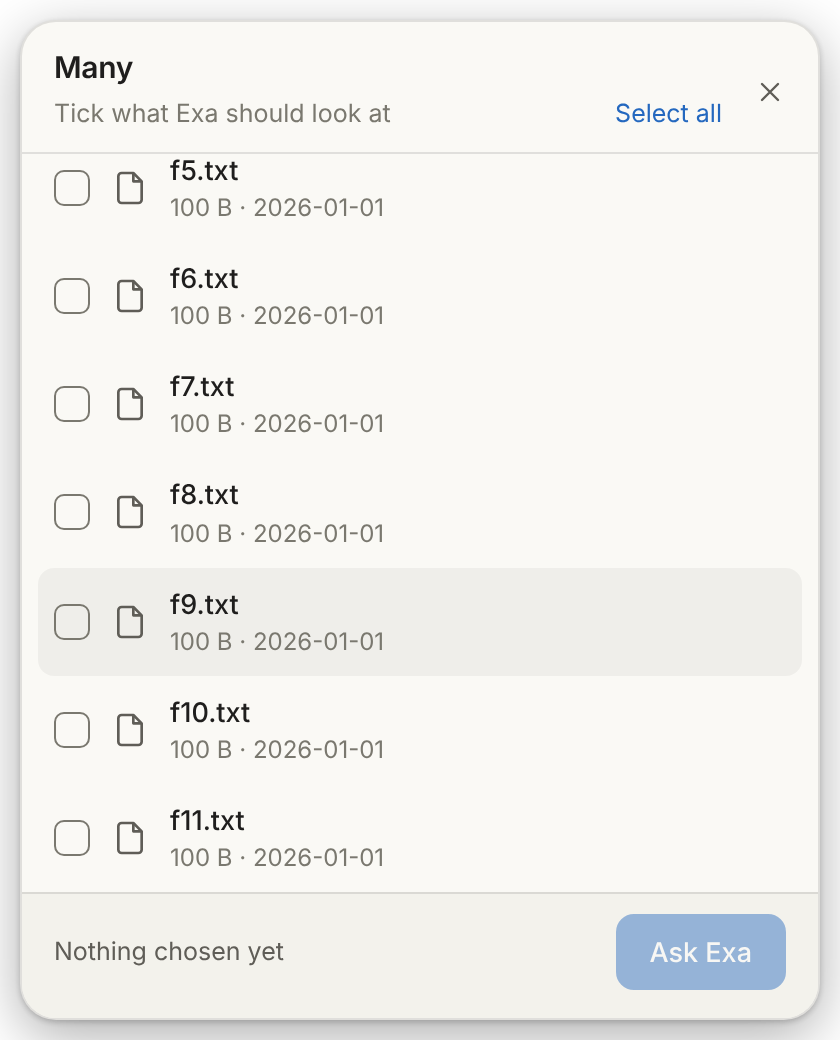 Many
Tick what Exa should look at
Select all
f5.txt
100 B · 2026-01-01
f6.txt
100 B · 2026-01-01
f7.txt
100 B · 2026-01-01
f8.txt
100 B · 2026-01-01
f9.txt
100 B · 2026-01-01
f10.txt
100 B · 2026-01-01
f11.txt
100 B · 2026-01-01
Nothing chosen yet
Ask Exa